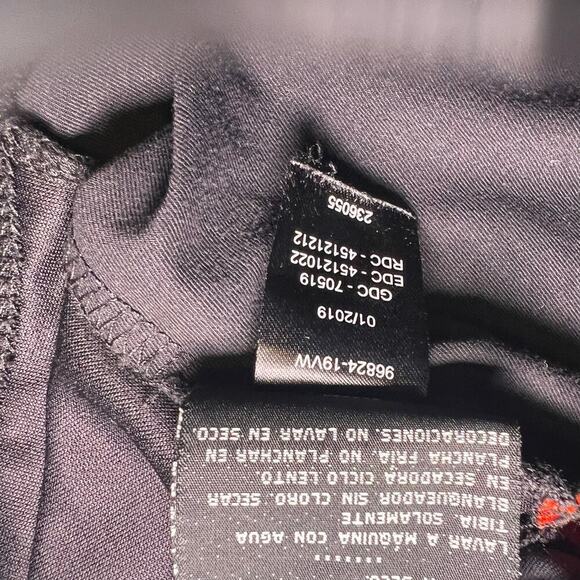 LAVAR A MÁQUINA CON AGUA
TIBIA. SOLAMENTE
BLANQUEADOR SIN CLORO. SECAR
EN SECADORA CICLO LENTO
PLANCHA FRIA. NO PLANCHAR EN
DECORACIONES. NO LAVAR EN SECO.
96824-19VW
01/2019
GDC - 70519
EDC - 45121022
RDC - 45121212
236055